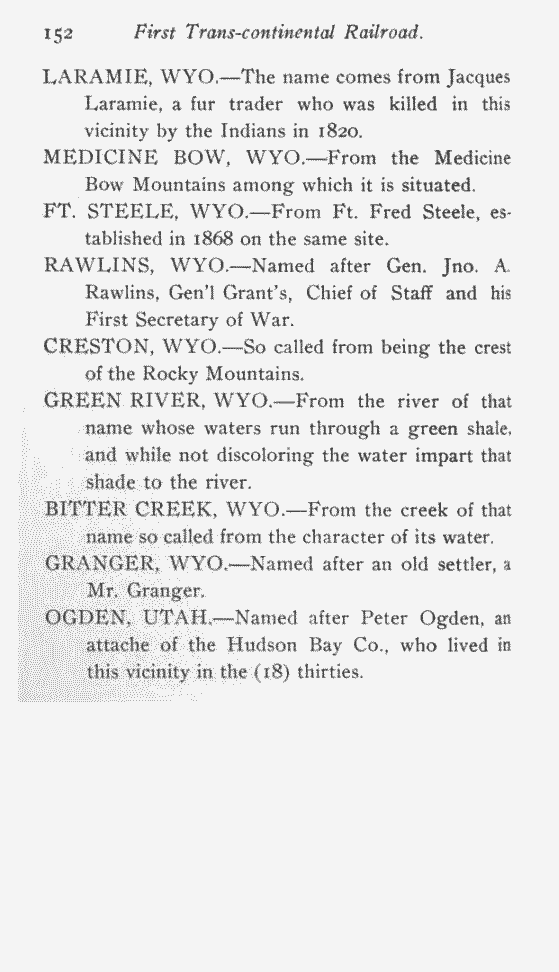 152 First Trans-continental Railroad.
LARAMIE, WYO.—The name comes from Jacques
Laramie, a fur trader who was killed in this
vicinity by the Indians in 1820.
MEDICINE BOW, WYO.—From the Medicine
Bow Mountains among which it is situated.
FT. STEELE, WYO.—From Ft. Fred Steele, es-
tablished in 1868 on the same site.
RAWLINS, WYO.—Named after Gen. Jno. A.
Rawlins, Gen'l Grant's, Chief of Staff and his
First Secretary of War.
CRESTON, WYO.—So called from being the crest
of the Rocky Mountains.
GREEN RIVER, WYO.—From the river of that
name whose waters run through a green shale,
and while not discoloring the water impart that
shade to the river.
BITTER CREEK, WYO.—From the creek of that
name so called from the character of its water.
GRANGER, WYO.—Named after an old settler, a
Mr. Granger.
OGDEN, UTAH.—Named after Peter Ogden, an
attache of the Hudson Bay Co., who lived in
this vicinity in the (18) thirties.